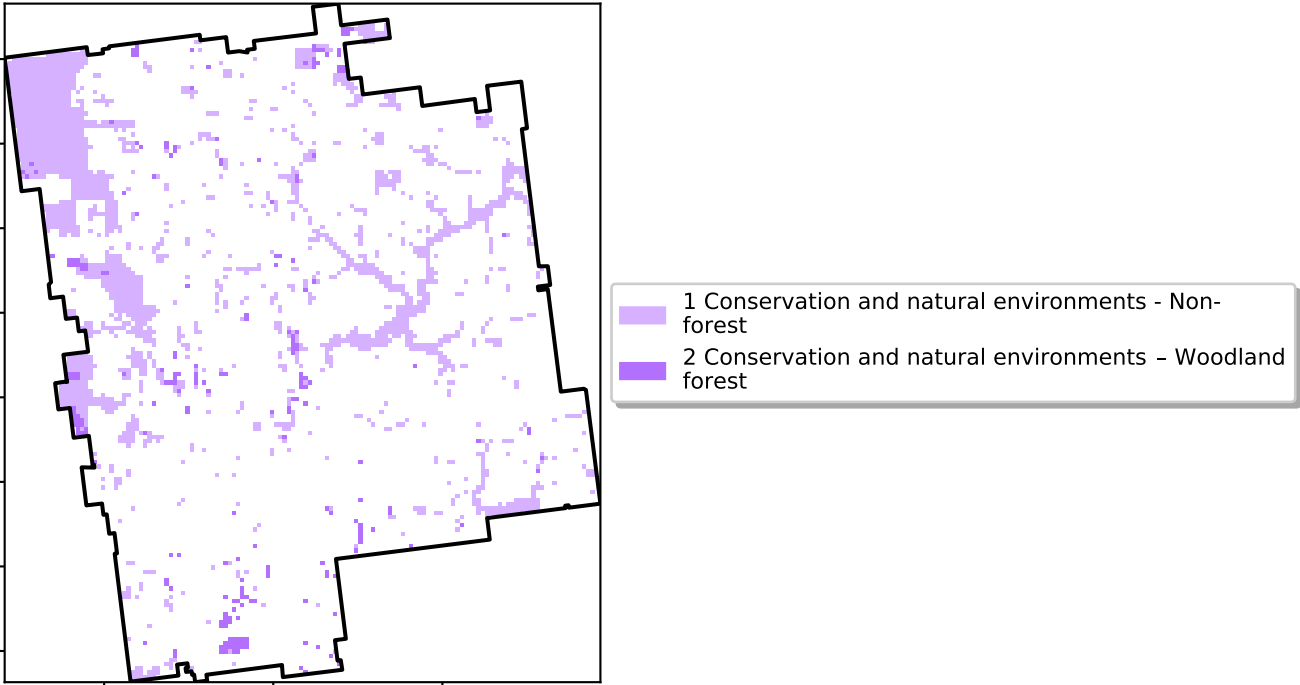 1 Conservation and natural environments - Non-
forest
2 Conservation and natural environments – Woodland
forest